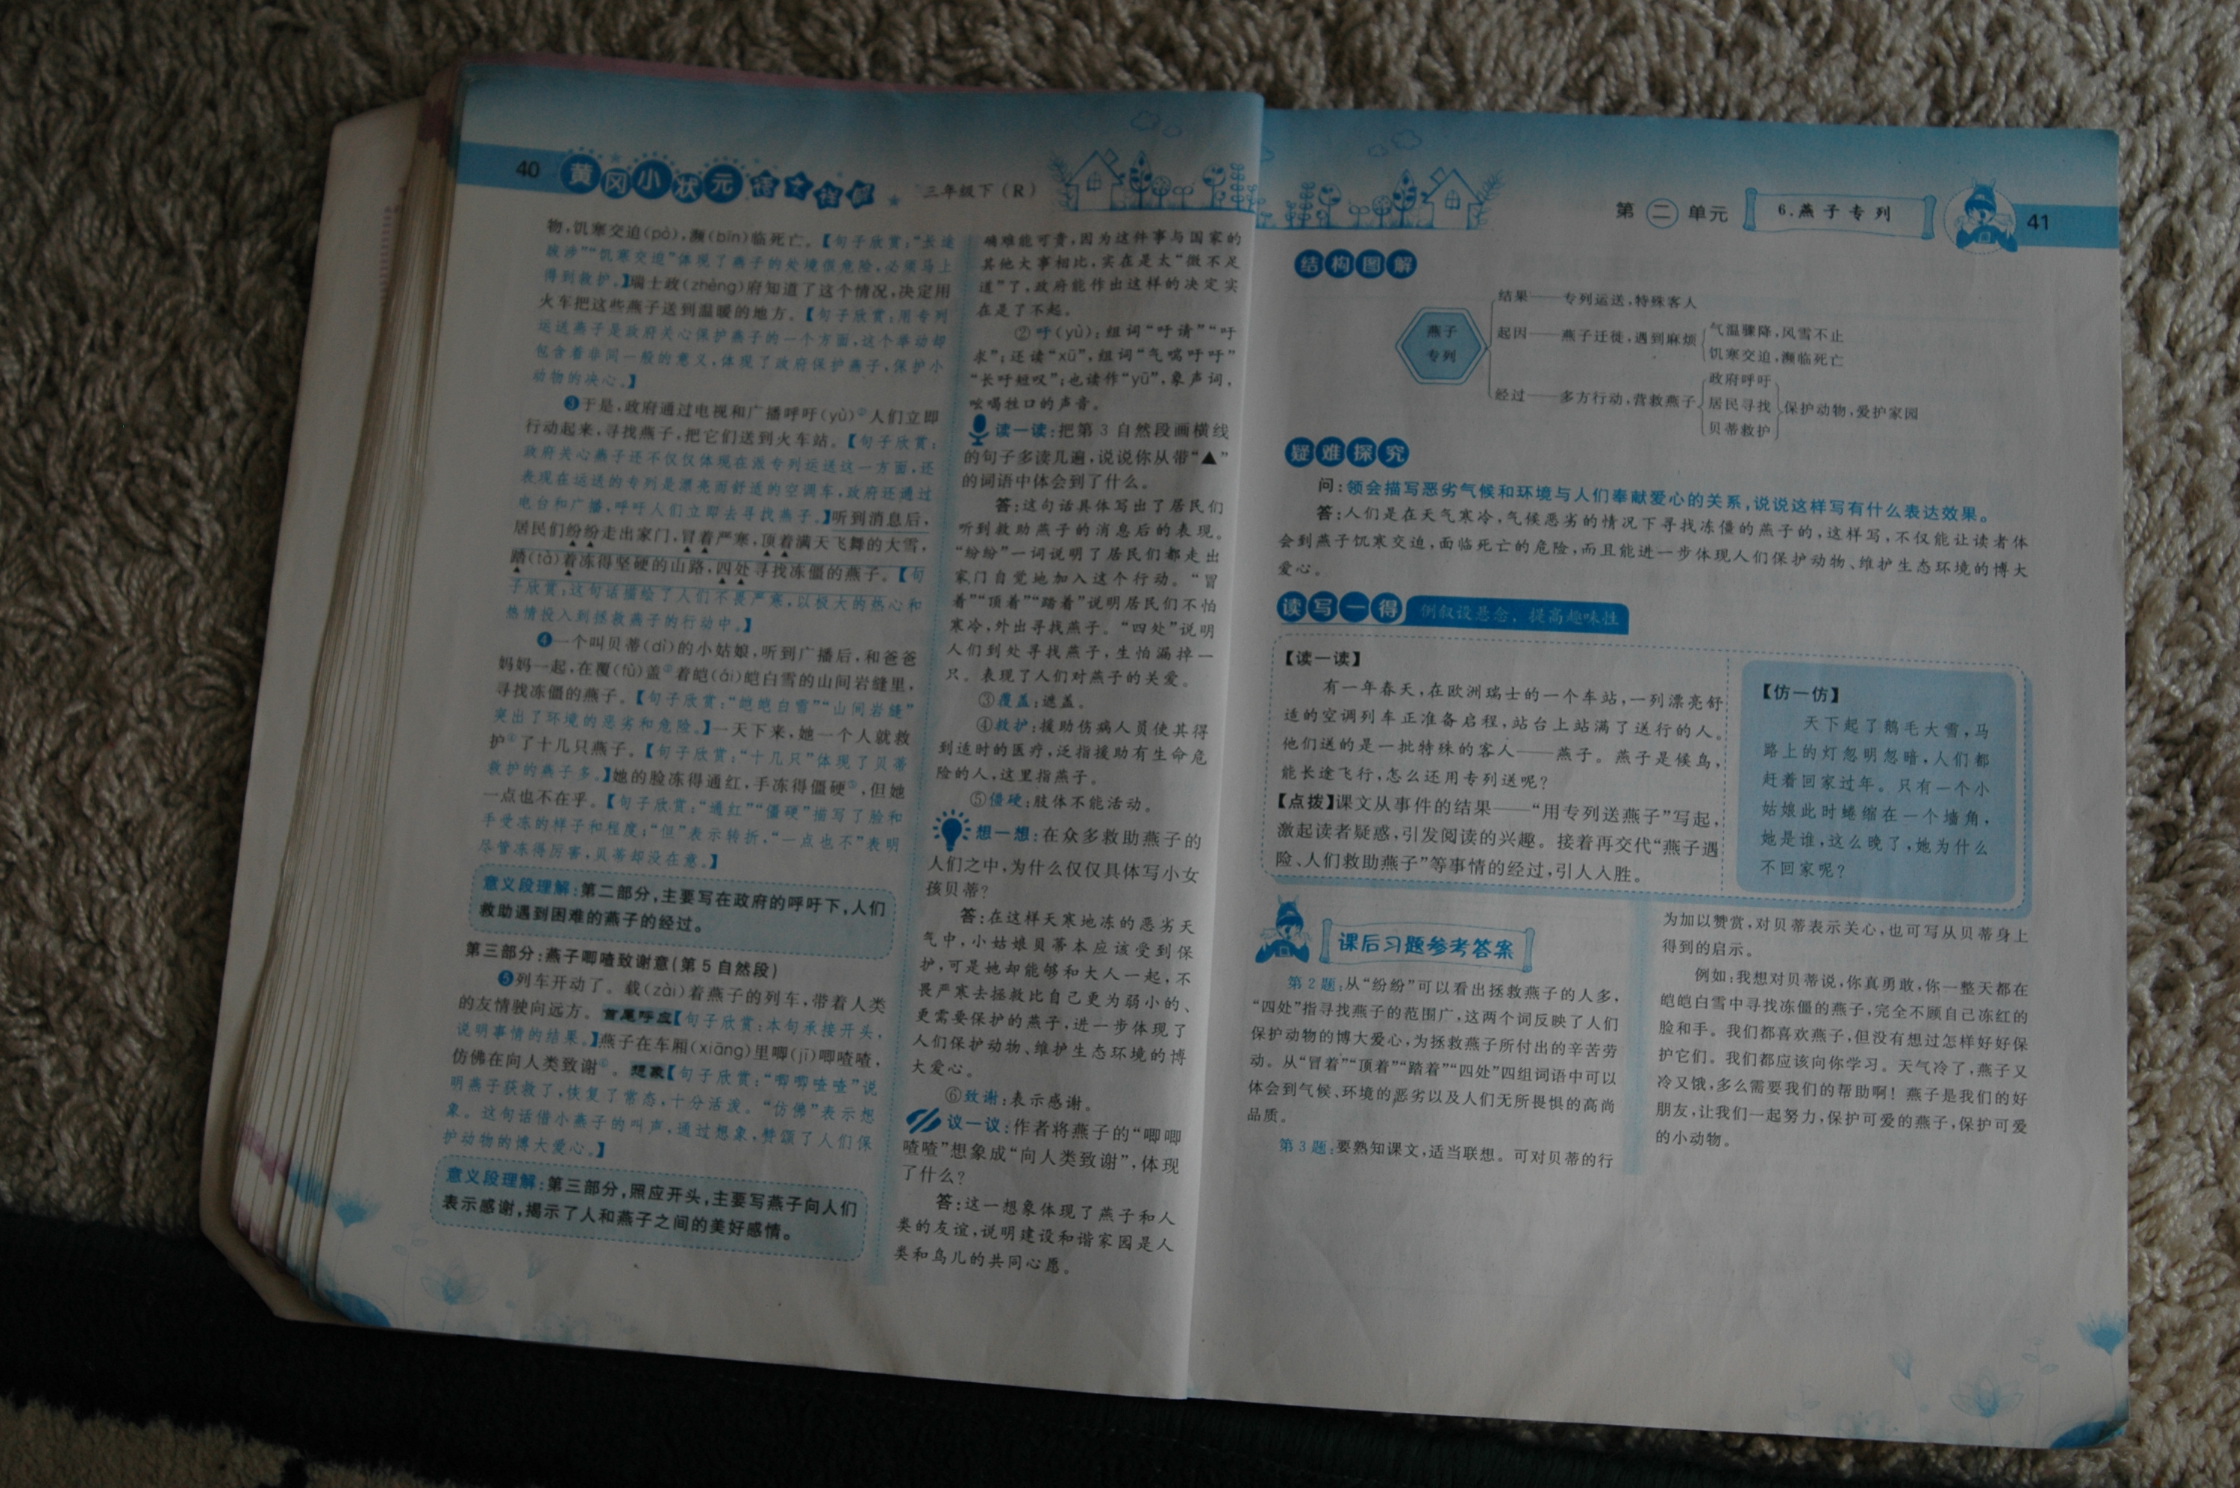 40 黄冈小状元 三年级下（R）
物，饥寒交迫（pò），濒（bīn）临死亡。【句子欣赏："长途
跋涉""饥寒交迫"体现了燕子的处境很危险，必须马上
得到救护。】瑞士政（zhèng）府知道了这个情况，决定用
火车把这些燕子送到温暖的地方。【句子欣赏：用专列
运送燕子是政府关心保护燕子的一个方面，这个举动却
包含着非同一般的意义，体现了政府保护燕子，保护小
动物的决心。】
❸于是，政府通过电视和广播呼吁（yù）②人们立即
行动起来，寻找燕子，把它们送到火车站。【句子欣赏：
政府关心燕子还不仅仅体现在派专列运送这一方面，还
表现在运送的专列是漂亮而舒适的空调车，政府还通过
电台和广播，呼吁人们立即去寻找燕子。】听到消息后，
居民们纷纷走出家门，冒着严寒，顶着满天飞舞的大雪，
踏（tà）着冻得坚硬的山路，四处寻找冻僵的燕子。【句
子欣赏：这句话描绘了人们不畏严寒，以极大的热心和
热情投入到拯救燕子的行动中。】
❹一个叫贝蒂（dì）的小姑娘，听到广播后，和爸爸
妈妈一起，在覆（fù）盖③着皑（ái）皑白雪的山间岩缝里，
寻找冻僵的燕子。【句子欣赏："皑皑白雪""山间岩缝"
突出了环境的恶劣和危险。】一天下来，她一个人就救
护④了十几只燕子。【句子欣赏："十几只"体现了贝蒂
救护的燕子多。】她的脸冻得通红，手冻得僵硬⑤，但她
一点也不在乎。【句子欣赏："通红""僵硬"描写了脸和
手受冻的样子和程度；"但"表示转折，"一点也不"表明
尽管冻得厉害，贝蒂却没在意。】
意义段理解：第二部分，主要写在政府的呼吁下，人们
救助遇到困难的燕子的经过。
第三部分：燕子唧喳致谢意（第5自然段）
❺列车开动了。载（zài）着燕子的列车，带着人类
的友情驶向远方。首尾呼应【句子欣赏：本句承接开头，
说明事情的结果。】燕子在车厢（xiāng）里唧（jī）唧喳喳，
仿佛在向人类致谢⑥。想象【句子欣赏："唧唧喳喳"说
明燕子获救了，恢复了常态，十分活泼。"仿佛"表示想
象。这句话借小燕子的叫声，通过想象，赞颂了人们保
护动物的博大爱心。】
意义段理解：第三部分，照应开头，主要写燕子向人们
表示感谢，揭示了人和燕子之间的美好感情。
确难能可贵，因为这件事与国家的
其他大事相比，实在是太"微不足
道"了，政府能作出这样的决定实
在是了不起。
②吁（yù）：组词"呼请""呼
求"；还读"xū"，组词"气喘吁吁"
"长吁短叹"；也读作"yū"，象声词，
吆喝牲口的声音。
读一读：把第3自然段画横线
的句子多读几遍，说说你从带"▲"
的词语中体会到了什么。
答：这句话具体写出了居民们
听到救助燕子的消息后的表现。
"纷纷"一词说明了居民们都走出
家门自觉地加入这个行动。"冒
着""顶着""踏着"说明居民们不怕
寒冷，外出寻找燕子。"四处"说明
人们到处寻找燕子，生怕漏掉一
只，表现了人们对燕子的关爱。
③覆盖：遮盖。
④救护：援助伤病人员使其得
到适时的医疗，泛指援助有生命危
险的人，这里指燕子。
⑤僵硬：肢体不能活动。
想一想：在众多救助燕子的
人们之中，为什么仅仅具体写小女
孩贝蒂？
答：在这样天寒地冻的恶劣天
气中，小姑娘贝蒂本应该受到保
护，可是她却能够和大人一起，不
畏严寒去拯救比自己更为弱小的、
更需要保护的燕子，进一步体现了
人们保护动物、维护生态环境的博
大爱心。
⑥致谢：表示感谢。
议一议：作者将燕子的"唧唧
喳喳"想象成"向人类致谢"，体现
了什么？
答：这一想象体现了燕子和人
类的友谊，说明建设和谐家园是人
类和鸟儿的共同心愿。
第二单元 6.燕子专列 41
结构图解
燕子
专列
结果——专列运送，特殊客人
起因——燕子迁徙，遇到麻烦
气温骤降，风雪不止
饥寒交迫，濒临死亡
经过——多方行动，营救燕子
政府呼吁
居民寻找
贝蒂救护
保护动物，爱护家园
疑难探究
问：领会描写恶劣气候和环境与人们奉献爱心的关系，说说这样写有什么表达效果。
答：人们是在天气寒冷，气候恶劣的情况下寻找冻僵的燕子的，这样写，不仅能让读者体
会到燕子饥寒交迫，面临死亡的危险，而且能进一步体现人们保护动物、维护生态环境的博大
爱心。
读写一得 倒叙设悬念，提高趣味性
【读一读】
有一年春天，在欧洲瑞士的一个车站，一列漂亮舒
适的空调列车正准备启程，站台上站满了送行的人。
他们送的是一批特殊的客人——燕子。燕子是候鸟，
能长途飞行，怎么还用专列送呢？
【点拨】课文从事件的结果——"用专列送燕子"写起，
激起读者疑惑，引发阅读的兴趣。接着再交代"燕子遇
险、人们救助燕子"等事情的经过，引人入胜。
【仿一仿】
天下起了鹅毛大雪，马
路上的灯忽明忽暗，人们都
赶着回家过年。只有一个小
姑娘此时蜷缩在一个墙角，
她是谁，这么晚了，她为什么
不回家呢？
课后习题参考答案
第2题：从"纷纷"可以看出拯救燕子的人多，
"四处"指寻找燕子的范围广，这两个词反映了人们
保护动物的博大爱心，为拯救燕子所付出的辛苦劳
动。从"冒着""顶着""踏着""四处"四组词语中可以
体会到气候、环境的恶劣以及人们无所畏惧的高尚
品质。
第3题：要熟知课文，适当联想。可对贝蒂的行
为加以赞赏，对贝蒂表示关心，也可写从贝蒂身上
得到的启示。
例如：我想对贝蒂说，你真勇敢，你一整天都在
皑皑白雪中寻找冻僵的燕子，完全不顾自己冻红的
脸和手。我们都喜欢燕子，但没有想过怎样好好保
护它们。我们都应该向你学习。天气冷了，燕子又
冷又饿，多么需要我们的帮助啊！燕子是我们的好
朋友，让我们一起努力，保护可爱的燕子，保护可爱
的小动物。